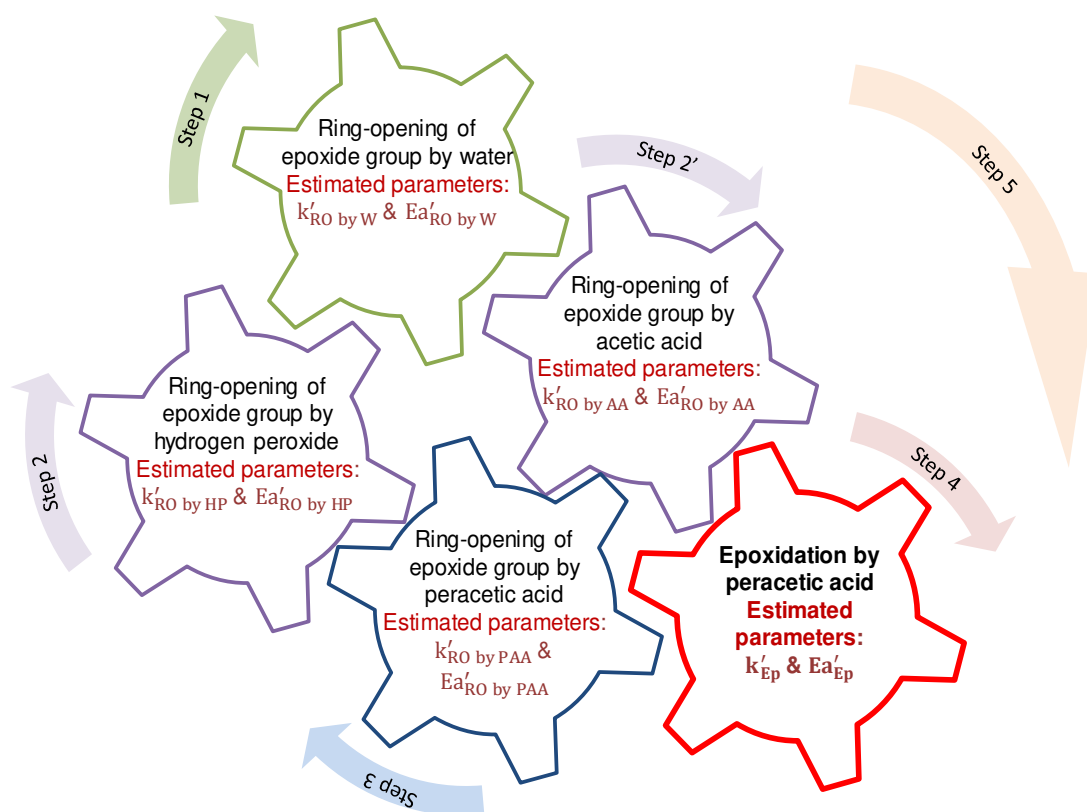 Step 1
Ring-opening of
epoxide group by water
Estimated parameters:
k′RO by W & Ea′RO by W
Step 2′
Ring-opening of
epoxide group by
acetic acid
Estimated parameters:
k′RO by AA & Ea′RO by AA
Step 5
Step 2
Ring-opening of
epoxide group by
hydrogen peroxide
Estimated parameters:
k′RO by HP & Ea′RO by HP
Step 3
Ring-opening of
epoxide group by
peracetic acid
Estimated parameters:
k′RO by PAA &
Ea′RO by PAA
Step 4
Epoxidation by
peracetic acid
Estimated
parameters:
k′Ep & Ea′Ep